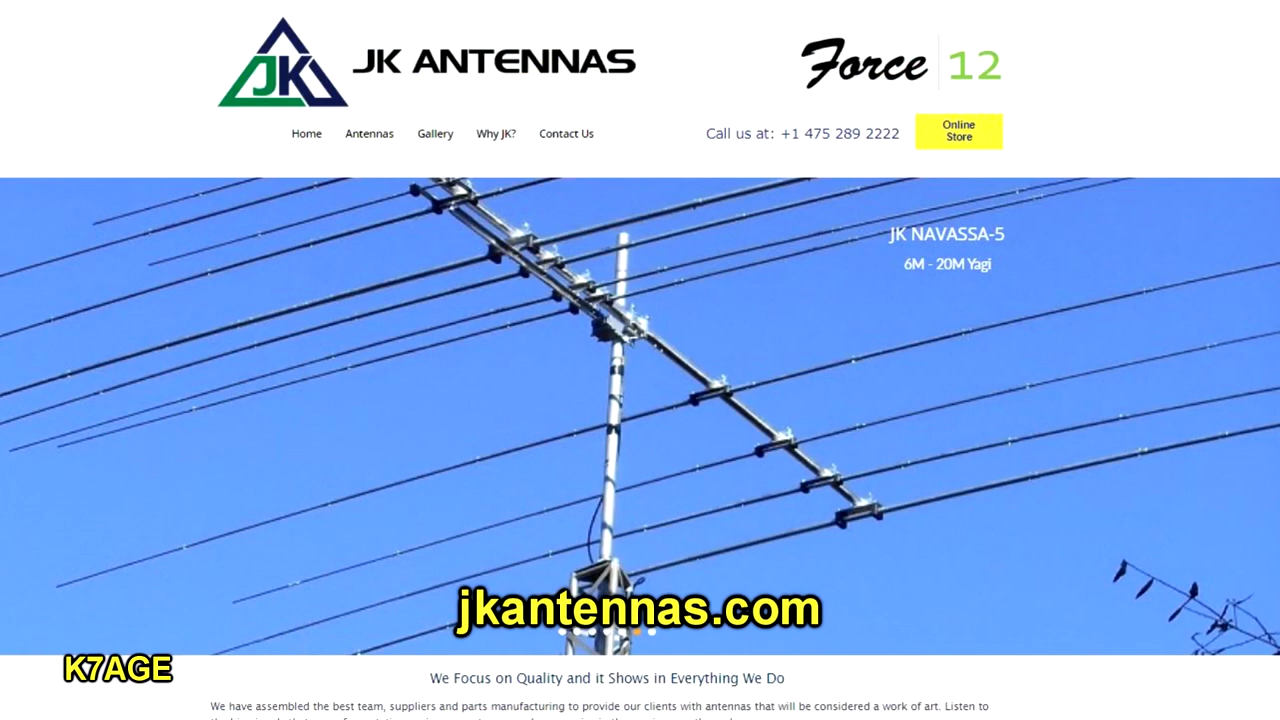 JK
JK ANTENNAS
Force 12
Home Antennas Gallery Why JK? Contact Us
Call us at: +1 475 289 2222
Online
Store
JK NAVASSA-5
6M - 20M Yagi
jkantennas.com
K7AGE
We Focus on Quality and it Shows in Everything We Do
We have assembled the best team, suppliers and parts manufacturing to provide our clients with antennas that will be considered a work of art. Listen to